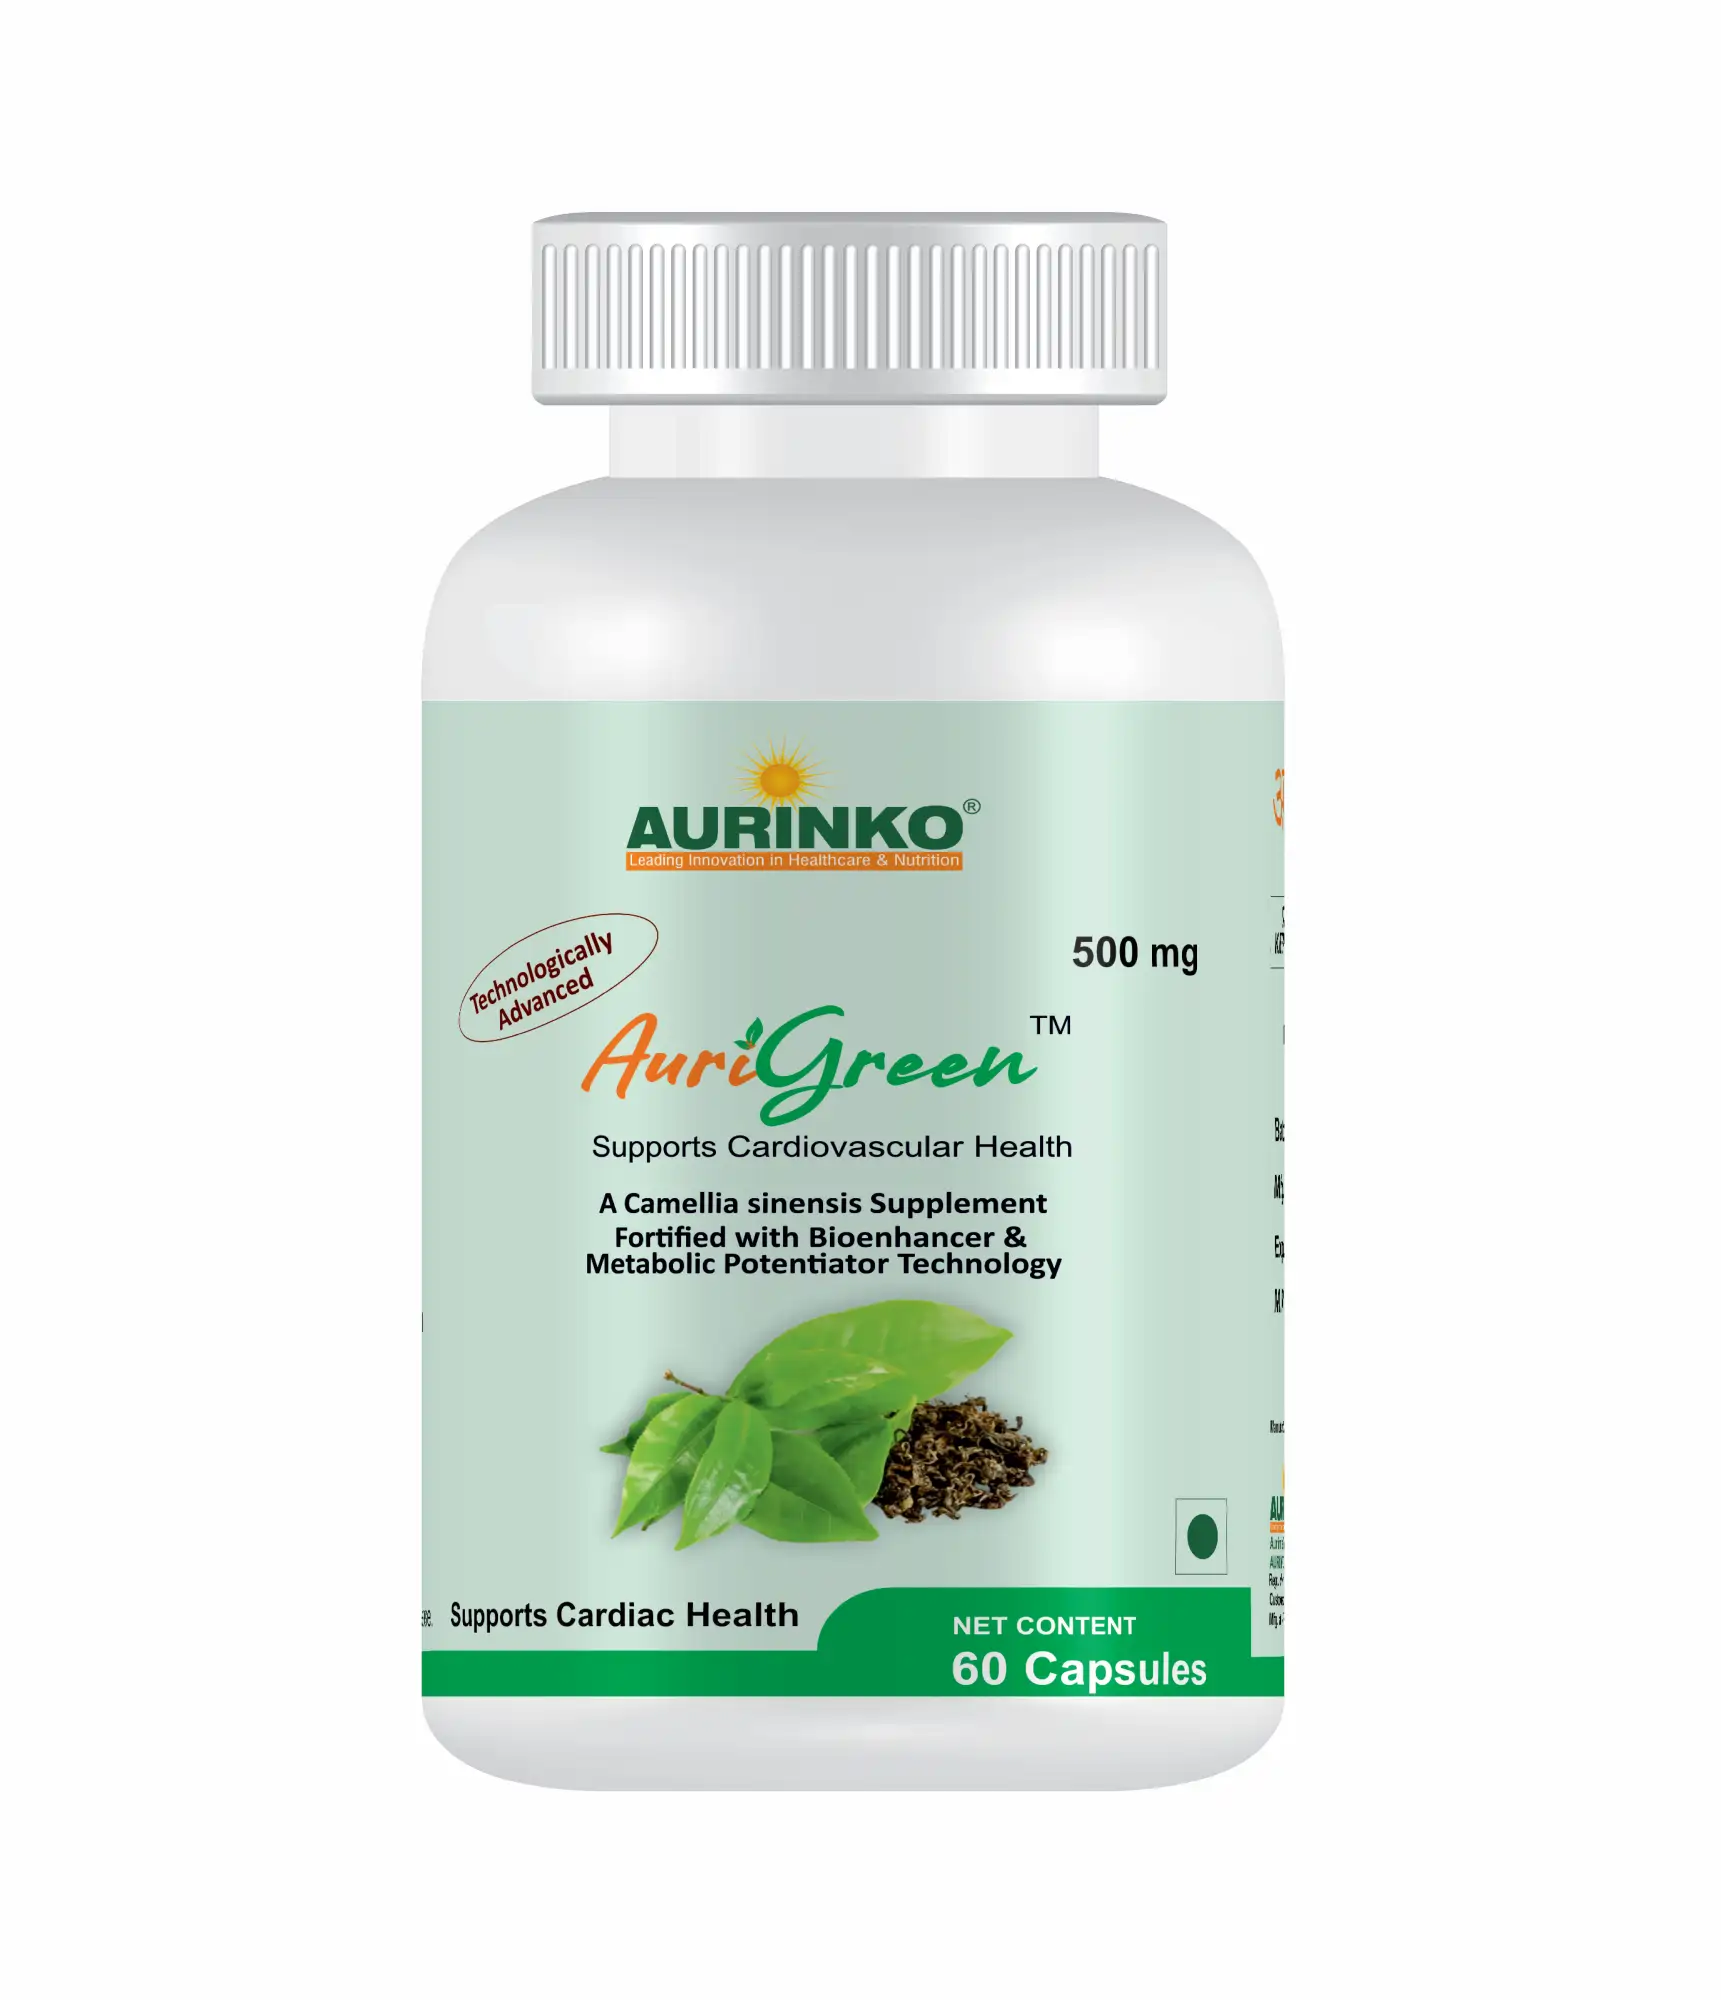 AURINKO®
Leading Innovation in Healthcare & Nutrition
Technologically
Advanced
500 mg
AuriGreen™
Supports Cardiovascular Health
A Camellia sinensis Supplement
Fortified with Bioenhancer &
Metabolic Potentiator Technology
Supports Cardiac Health
NET CONTENT
60 Capsules